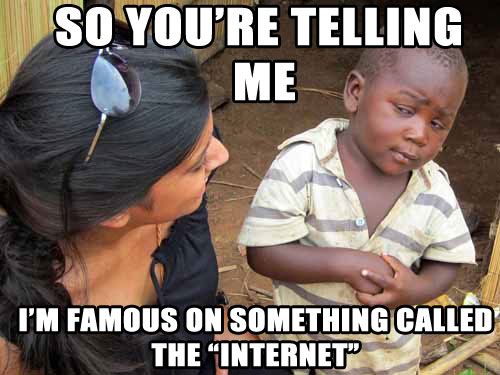 SO YOU'RE TELLING
ME
I'M FAMOUS ON SOMETHING CALLED
THE “INTERNET”